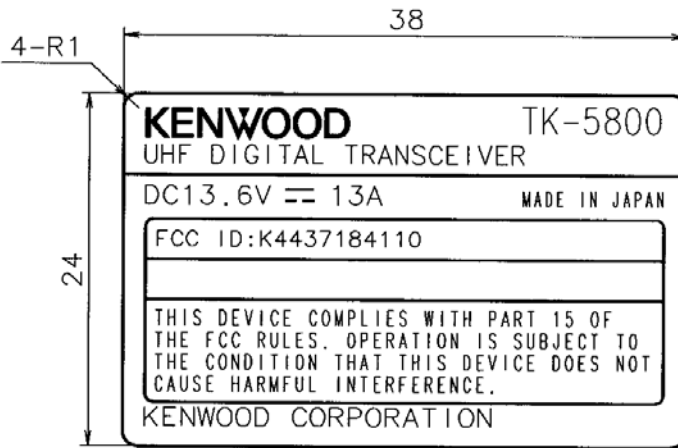 38
4-R1
24
KENWOOD TK-5800
UHF DIGITAL TRANSCEIVER
DC13.6V ⎓ 13A MADE IN JAPAN
FCC ID:K4437184110
THIS DEVICE COMPLIES WITH PART 15 OF
THE FCC RULES. OPERATION IS SUBJECT TO
THE CONDITION THAT THIS DEVICE DOES NOT
CAUSE HARMFUL INTERFERENCE.
KENWOOD CORPORATION